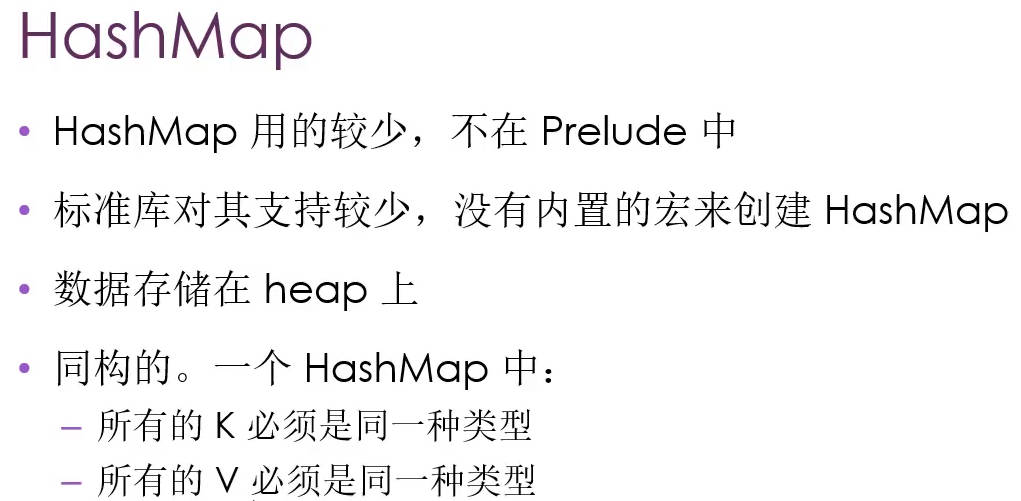 HashMap
• HashMap 用的较少，不在 Prelude 中
• 标准库对其支持较少，没有内置的宏来创建 HashMap
• 数据存储在 heap 上
• 同构的。一个 HashMap 中：
– 所有的 K 必须是同一种类型
– 所有的 V 必须是同一种类型